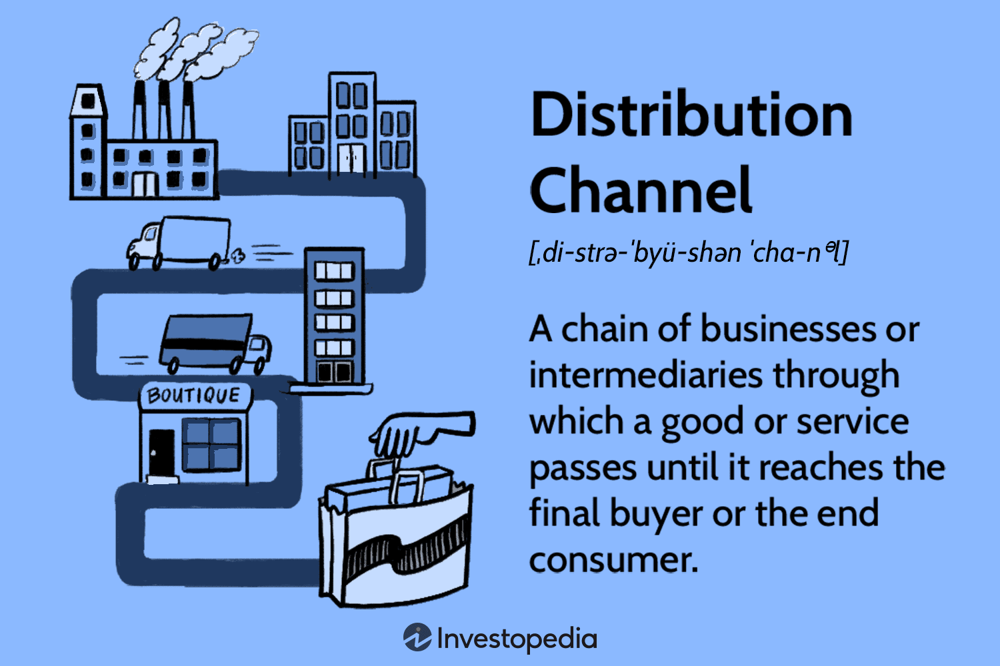 Distribution
Channel
[ˌdi-strə-ˈbyü-shən ˈcha-nᵊl]
A chain of businesses or
intermediaries through
which a good or service
passes until it reaches the
final buyer or the end
consumer.
BOUTIQUE
Investopedia